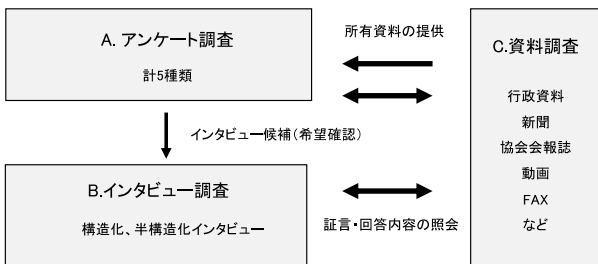 A. アンケート調査
計5種類
所有資料の提供
C.資料調査
行政資料
新聞
協会会報誌
動画
FAX
など
インタビュー候補(希望確認)
B.インタビュー調査
構造化、半構造化インタビュー
証言・回答内容の照会